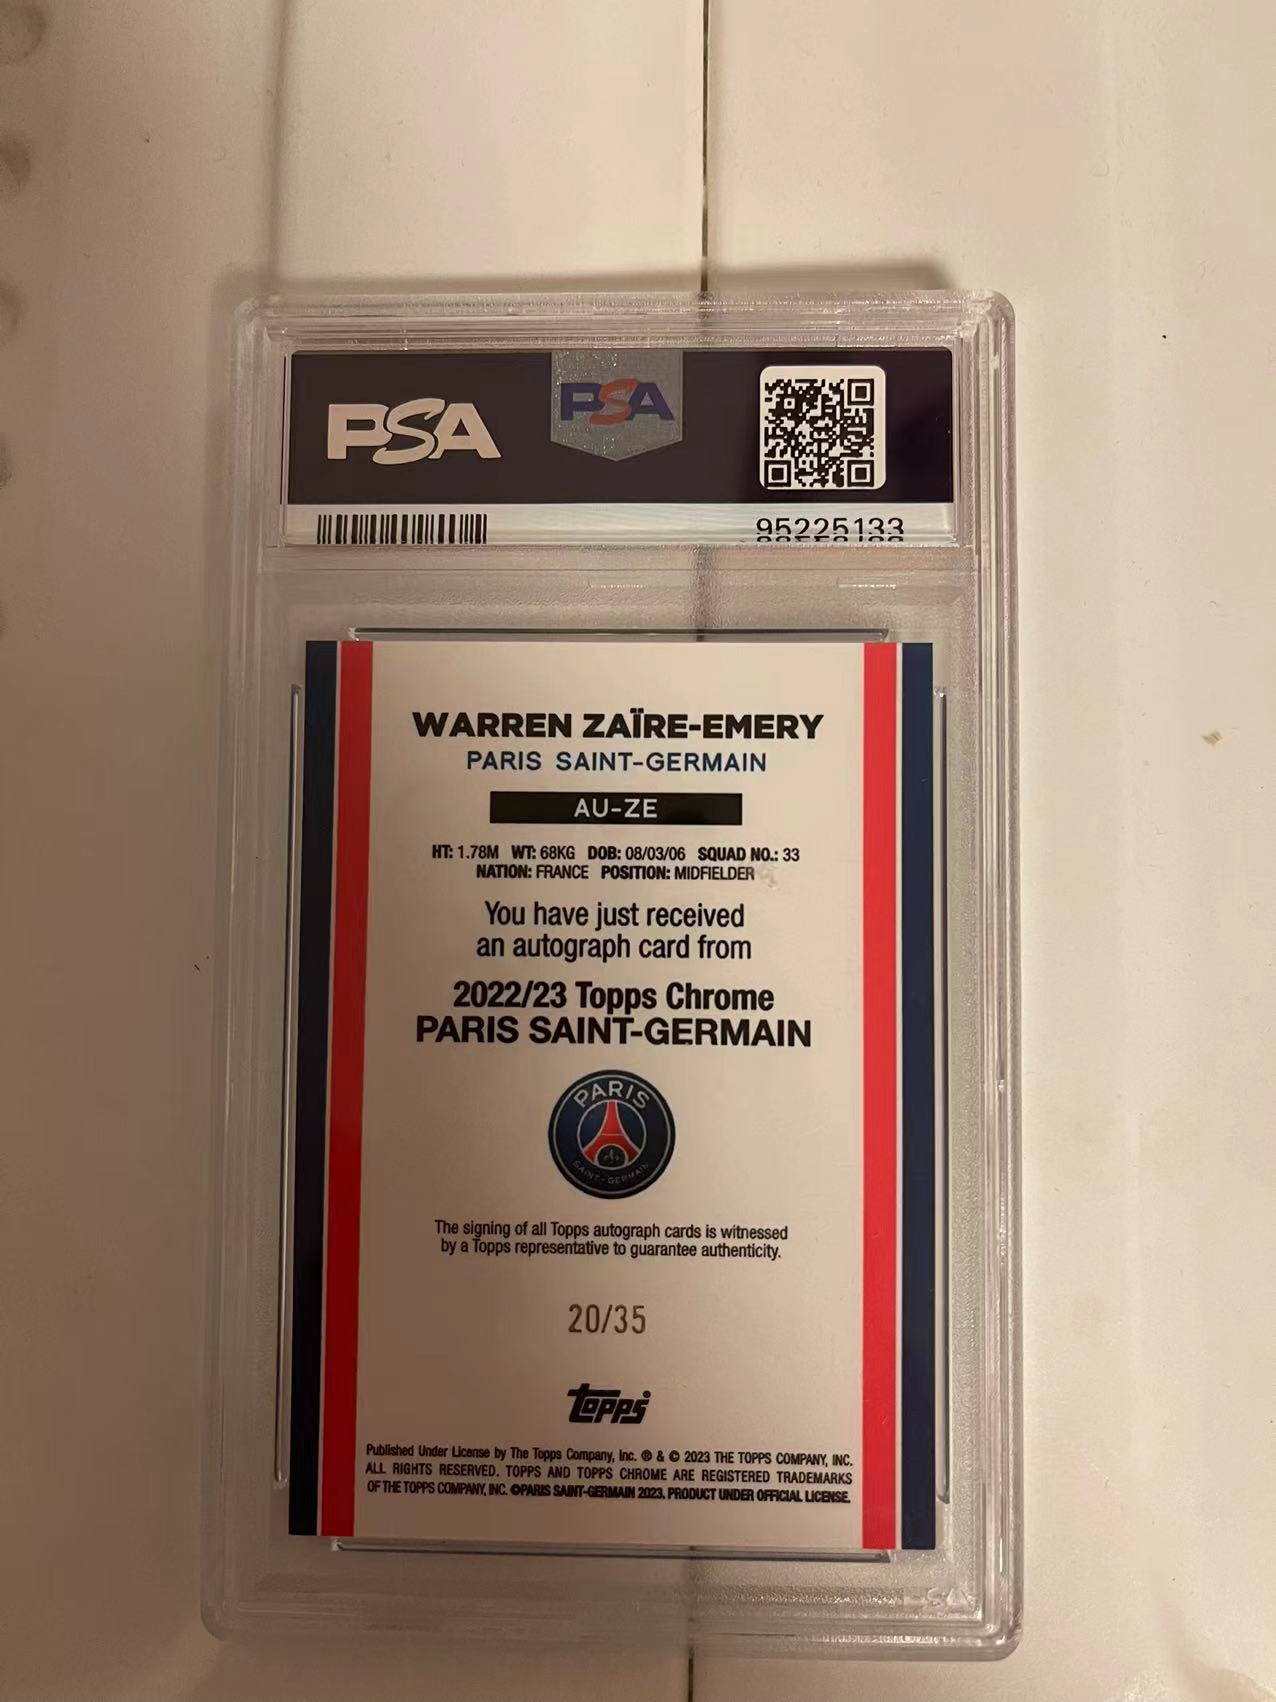 PSA
PSA
95225133
WARREN ZAÏRE-EMERY
PARIS SAINT-GERMAIN
AU-ZE
HT: 1.78M WT: 68KG DOB: 08/03/06 SQUAD NO.: 33
NATION: FRANCE POSITION: MIDFIELDER
You have just received
an autograph card from
2022/23 Topps Chrome
PARIS SAINT-GERMAIN
PARIS
SAINT-GERMAIN
The signing of all Topps autograph cards is witnessed
by a Topps representative to guarantee authenticity.
20/35
topps
Published Under License by The Topps Company, Inc. ® & © 2023 THE TOPPS COMPANY, INC.
ALL RIGHTS RESERVED. TOPPS AND TOPPS CHROME ARE REGISTERED TRADEMARKS
OF THE TOPPS COMPANY, INC. ©PARIS SAINT-GERMAIN 2023. PRODUCT UNDER OFFICIAL LICENSE.